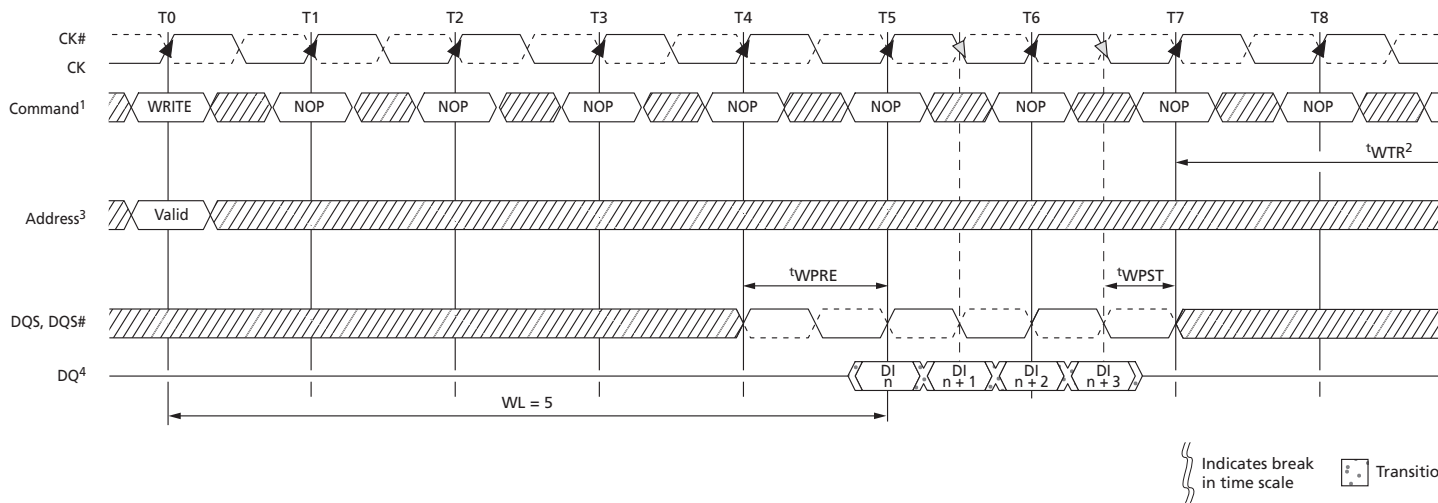 T0 T1 T2 T3 T4 T5 T6 T7 T8
CK#
CK
Command¹ WRITE NOP NOP NOP NOP NOP NOP NOP NOP
ᵗWTR²
Address³ Valid
ᵗWPRE ᵗWPST
DQS, DQS#
DQ⁴ DI n DI n + 1 DI n + 2 DI n + 3
WL = 5
Indicates break
in time scale